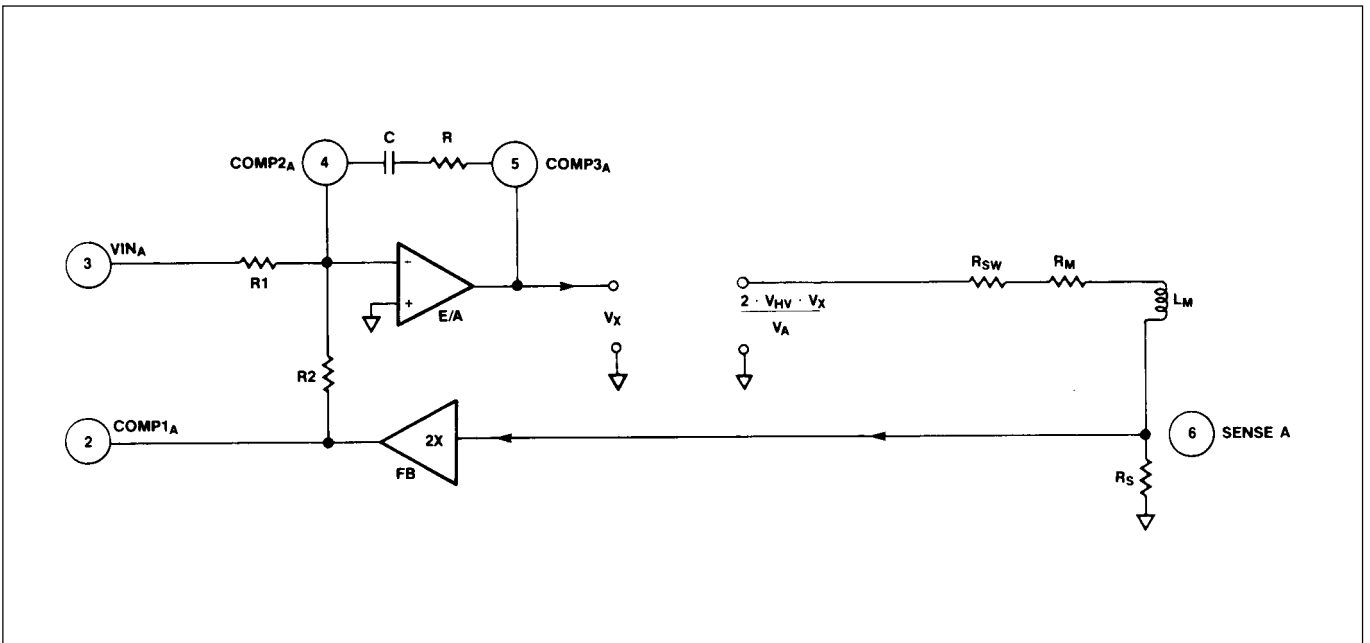 C R
COMP2A 4 5 COMP3A
3 VINA
R1
- + E/A
VX
2 · VHV · VX
VA
RSW RM
LM
R2
2 COMP1A
2X
FB
6 SENSE A
RS